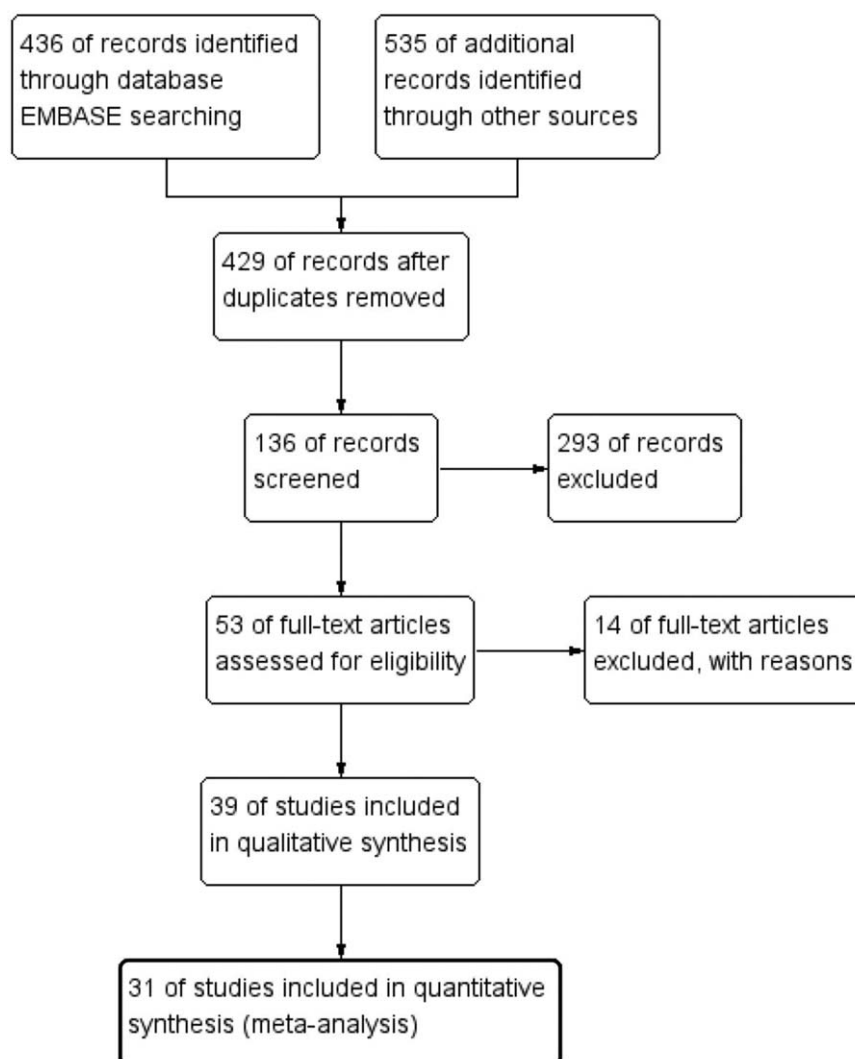 436 of records identified
through database
EMBASE searching
535 of additional
records identified
through other sources
429 of records after
duplicates removed
136 of records
screened
293 of records
excluded
53 of full-text articles
assessed for eligibility
14 of full-text articles
excluded, with reasons
39 of studies included
in qualitative synthesis
31 of studies included in quantitative
synthesis (meta-analysis)